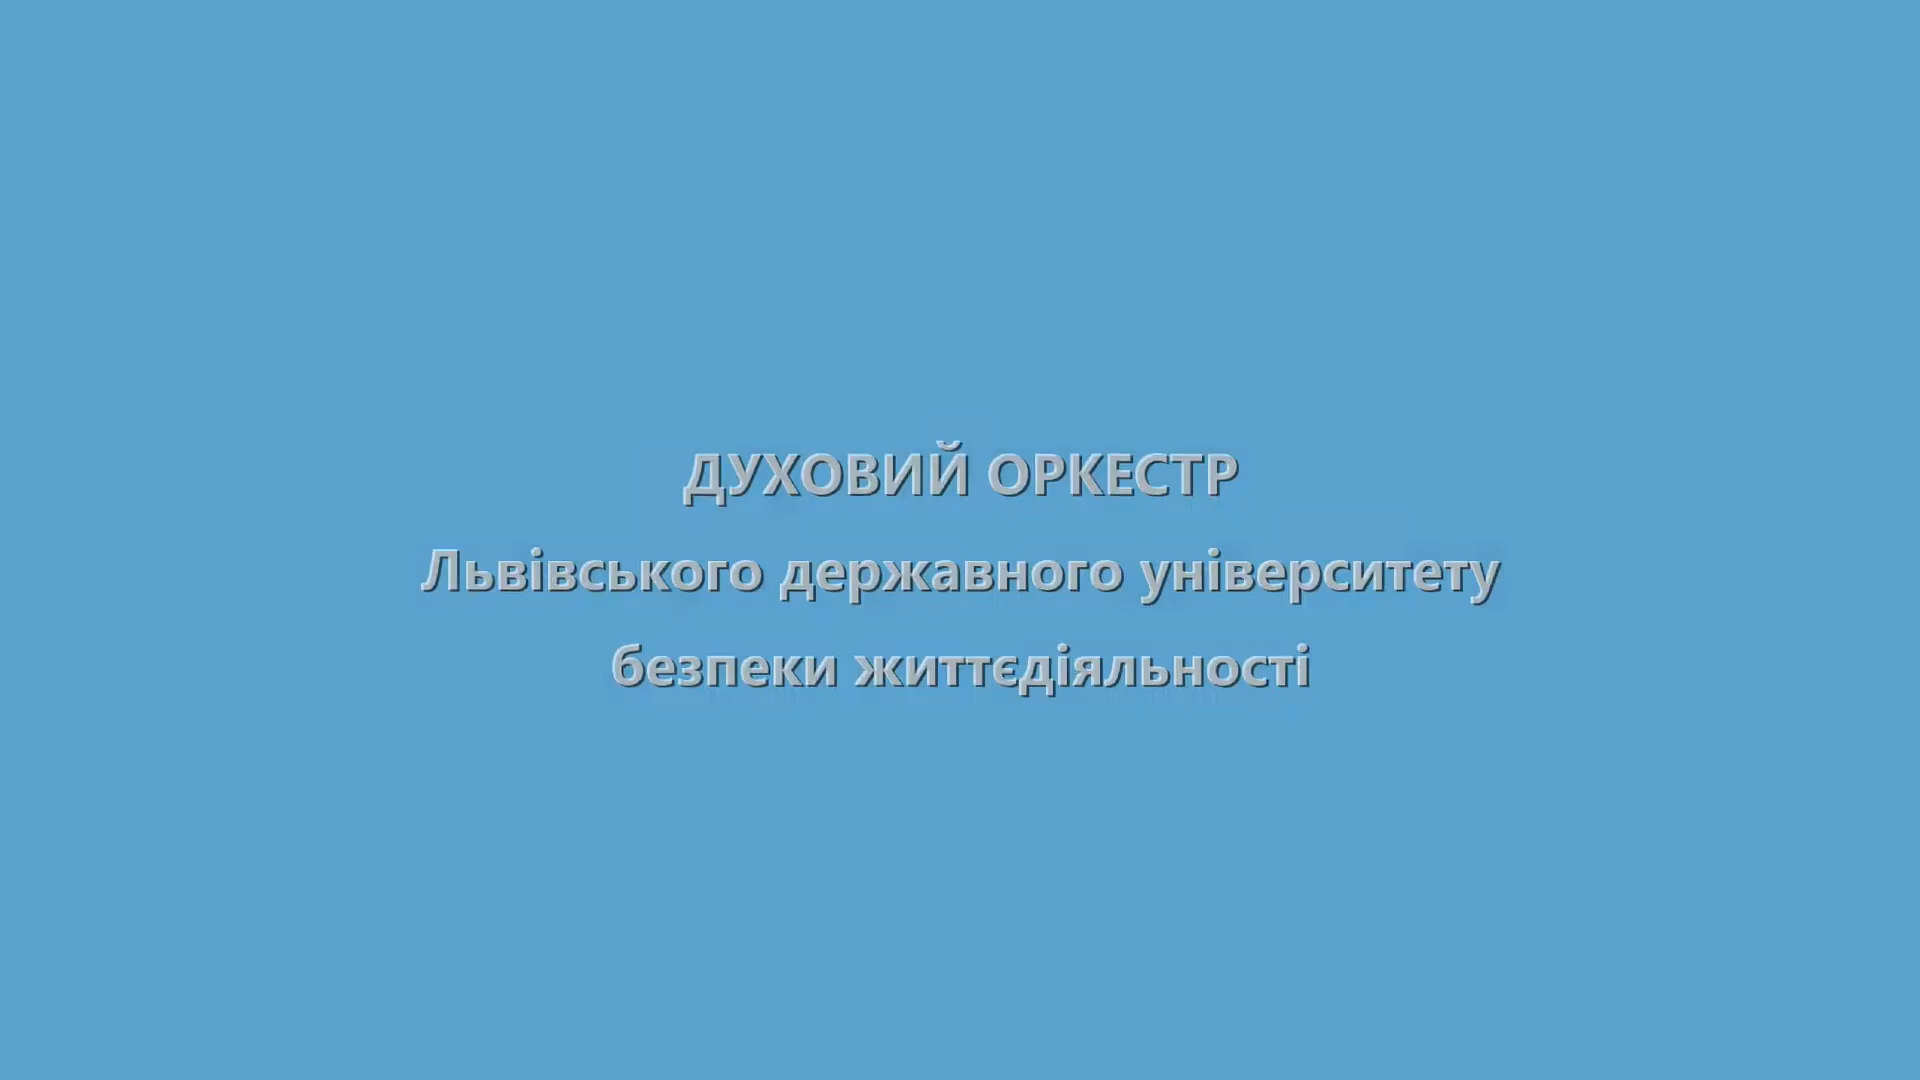 ДУХОВИЙ ОРКЕСТР
Львівського державного університету
безпеки життєдіяльності